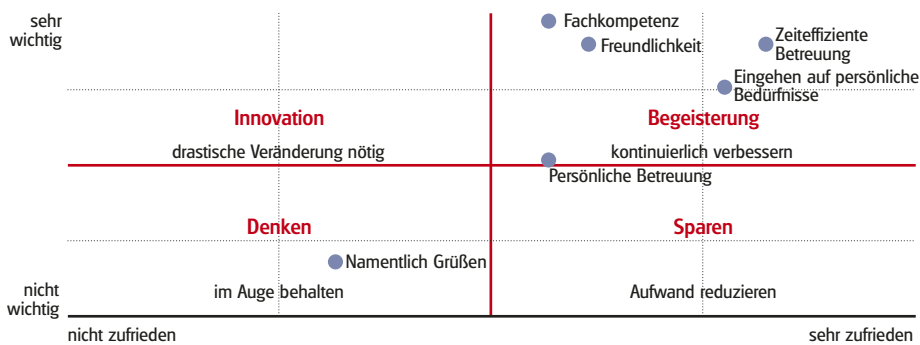 sehr
wichtig
Fachkompetenz
Freundlichkeit
Zeiteffiziente
Betreuung
Eingehen auf persönliche
Bedürfnisse
Innovation
Begeisterung
drastische Veränderung nötig
kontinuierlich verbessern
Persönliche Betreuung
Denken
Sparen
Namentlich Grüßen
nicht
wichtig
im Auge behalten
Aufwand reduzieren
nicht zufrieden
sehr zufrieden